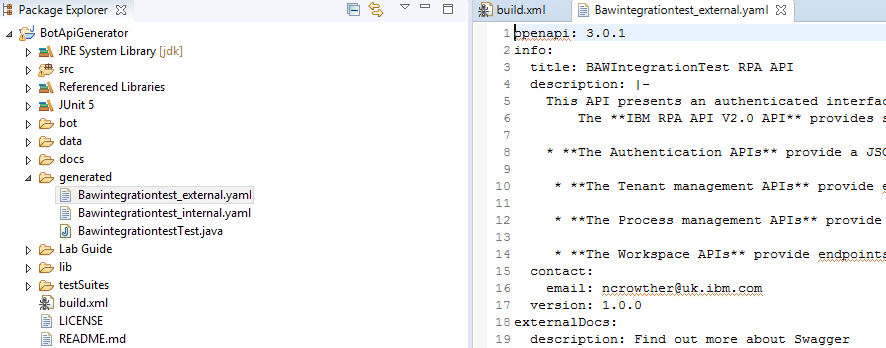 Package Explorer
BotApiGenerator
JRE System Library [jdk]
src
Referenced Libraries
JUnit 5
bot
data
docs
generated
Bawintegrationtest_external.yaml
Bawintegrationtest_internal.yaml
BawintegrationtestTest.java
Lab Guide
lib
testSuites
build.xml
LICENSE
README.md
build.xml
Bawintegrationtest_external.yaml
1 openapi: 3.0.1
2 info:
3 title: BAWIntegrationTest RPA API
4 description: |-
5 This API presents an authenticated interfac
6 The **IBM RPA API V2.0 API** provides s
7
8 * **The Authentication APIs** provide a JSO
9
10 * **The Tenant management APIs** provide e
11
12 * **The Process management APIs** provide
13
14 * **The Workspace APIs** provide endpoints
15 contact:
16 email: ncrowther@uk.ibm.com
17 version: 1.0.0
18 externalDocs:
19 description: Find out more about Swagger